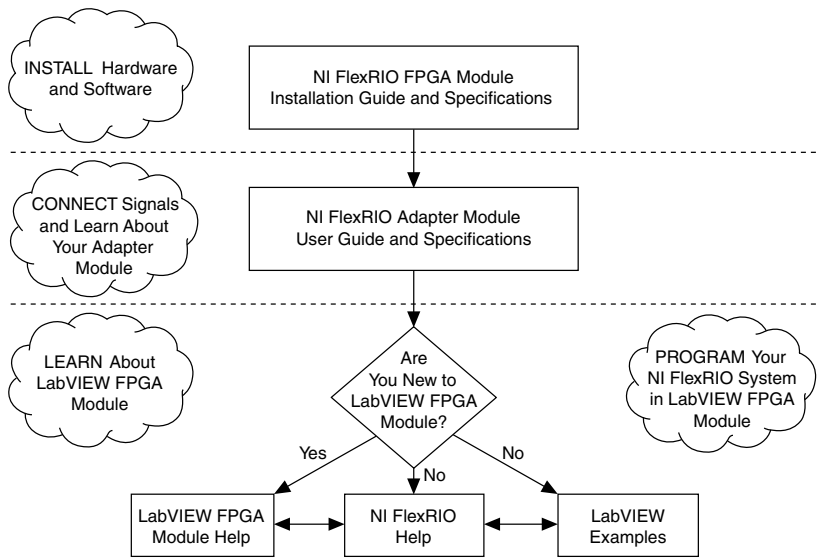 INSTALL Hardware
and Software
NI FlexRIO FPGA Module
Installation Guide and Specifications
CONNECT Signals
and Learn About
Your Adapter
Module
NI FlexRIO Adapter Module
User Guide and Specifications
LEARN About
LabVIEW FPGA
Module
Are
You New to
LabVIEW FPGA
Module?
PROGRAM Your
NI FlexRIO System
in LabVIEW FPGA
Module
Yes
No
No
LabVIEW FPGA
Module Help
NI FlexRIO
Help
LabVIEW
Examples